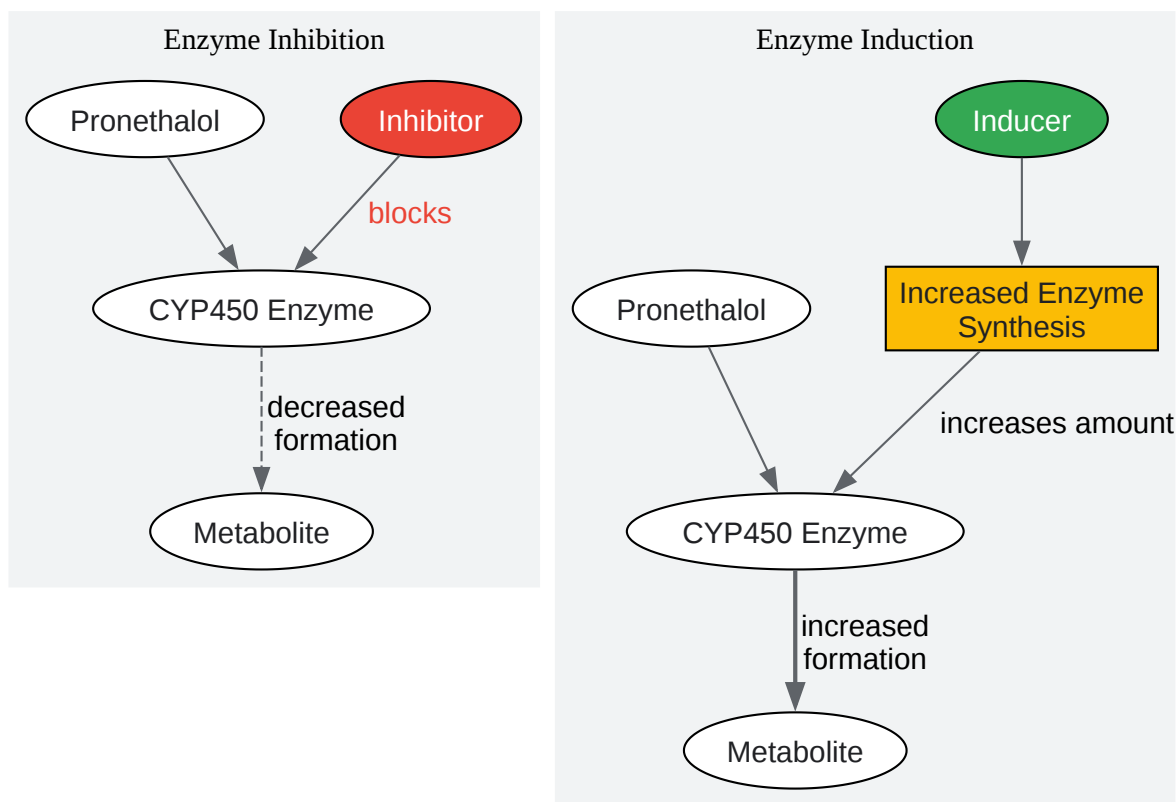 Enzyme Inhibition
Pronethalol
Inhibitor
blocks
CYP450 Enzyme
decreased
formation
Metabolite
Enzyme Induction
Inducer
Increased Enzyme
Synthesis
Pronethalol
increases amount
CYP450 Enzyme
increased
formation
Metabolite